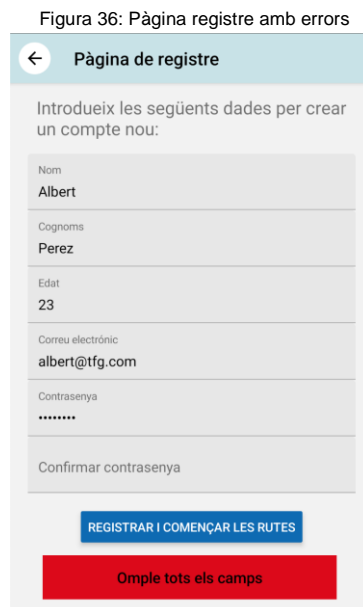 Figura 36: Pàgina registre amb errors
Pàgina de registre
Introdueix les següents dades per crear
un compte nou:
Nom
Albert
Cognoms
Perez
Edat
23
Correu electrónic
albert@tfg.com
Contrasenya
••••••••
Confirmar contrasenya
REGISTRAR I COMENÇAR LES RUTES
Omple tots els camps